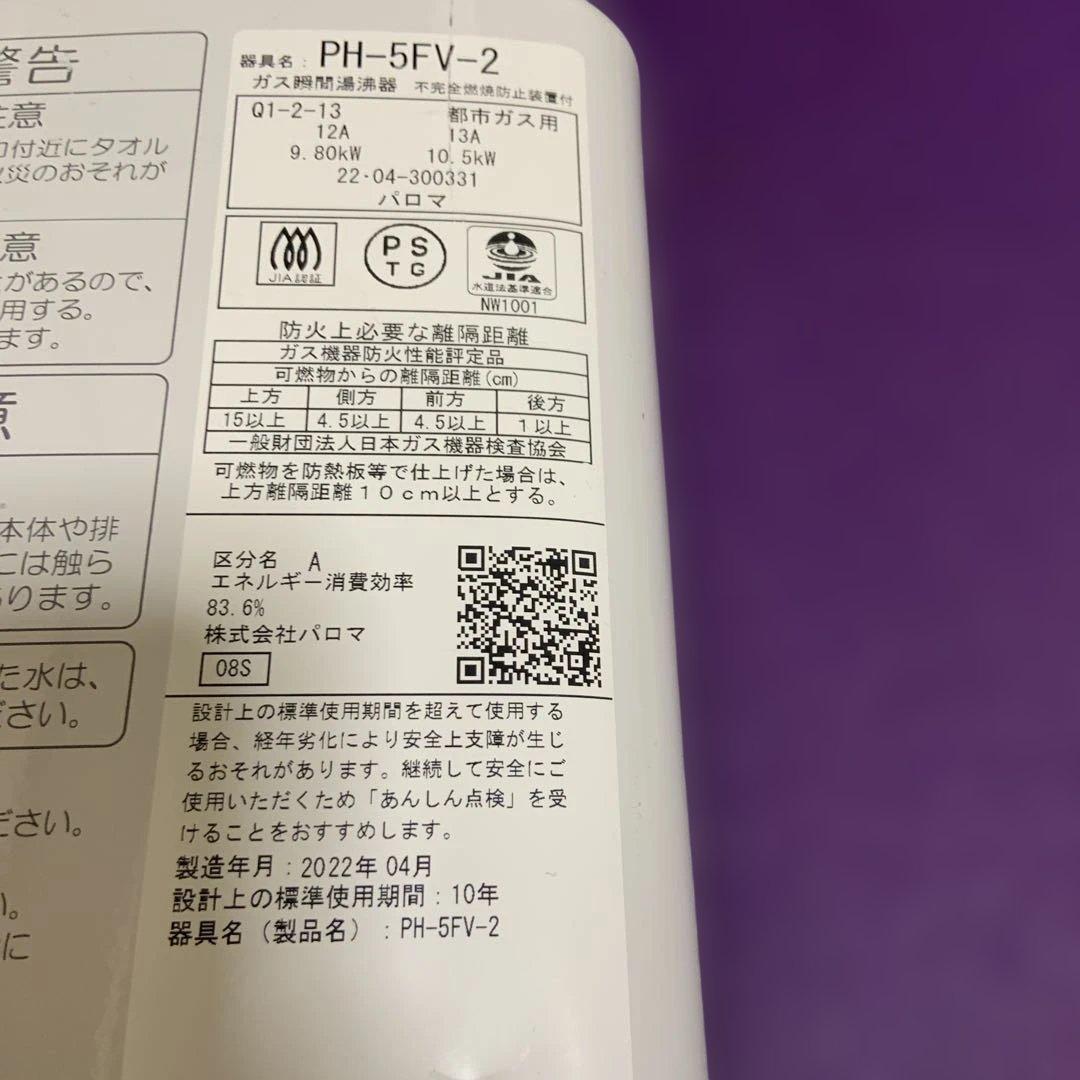 警告
注意
口付近にタオル
火災のおそれが
意
があるので、
用する。
ます。
意
本体や排
には触ら
あります。
た水は、
ださい。
ださい。
い。
に
器具名：PH-5FV-2
ガス瞬間湯沸器 不完全燃焼防止装置付
Q1-2-13 都市ガス用
12A 13A
9.80kW 10.5kW
22・04-300331
パロマ
JIA認証
PS
TG
JIA
水道法基準適合
NW1001
防火上必要な離隔距離
ガス機器防火性能評定品
可燃物からの離隔距離(cm)
上方 側方 前方 後方
15以上 4.5以上 4.5以上 1以上
一般財団法人日本ガス機器検査協会
可燃物を防熱板等で仕上げた場合は、
上方離隔距離１０ｃｍ以上とする。
区分名 A
エネルギー消費効率
83.6%
株式会社パロマ
08S
設計上の標準使用期間を超えて使用する
場合、経年劣化により安全上支障が生じ
るおそれがあります。継続して安全にご
使用いただくため「あんしん点検」を受
けることをおすすめします。
製造年月：2022年 04月
設計上の標準使用期間：10年
器具名（製品名）：PH-5FV-2